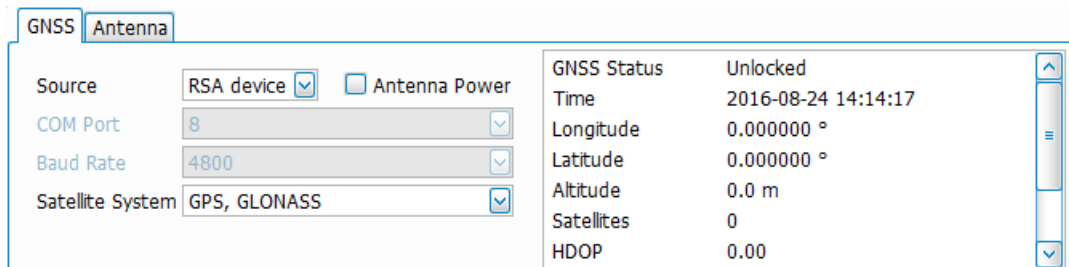 GNSS Antenna
Source RSA device Antenna Power
COM Port 8
Baud Rate 4800
Satellite System GPS, GLONASS
GNSS Status Unlocked
Time 2016-08-24 14:14:17
Longitude 0.000000 °
Latitude 0.000000 °
Altitude 0.0 m
Satellites 0
HDOP 0.00